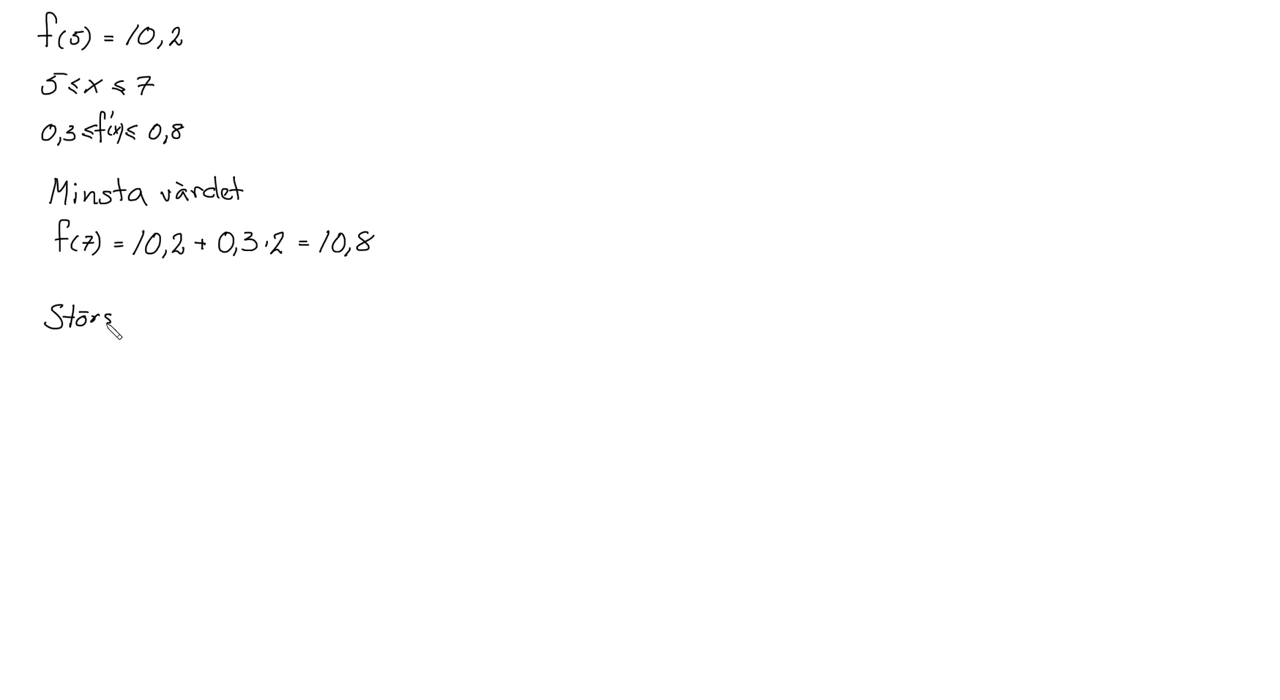 f(5) = 10,2
5 ≤ x ≤ 7
0,3 ≤ f'(x) ≤ 0,8
Minsta värdet
f(7) = 10,2 + 0,3 · 2 = 10,8
Störs